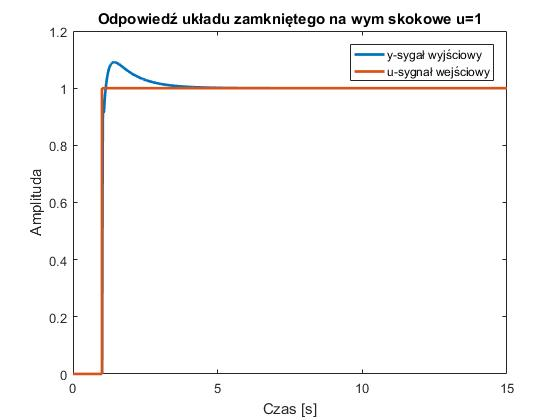 Odpowiedź układu zamkniętego na wym skokowe u=1
y-sygał wyjściowy
u-sygnał wejściowy
1.2
1
0.8
0.6
0.4
0.2
0
Amplituda
0 5 10 15
Czas [s]